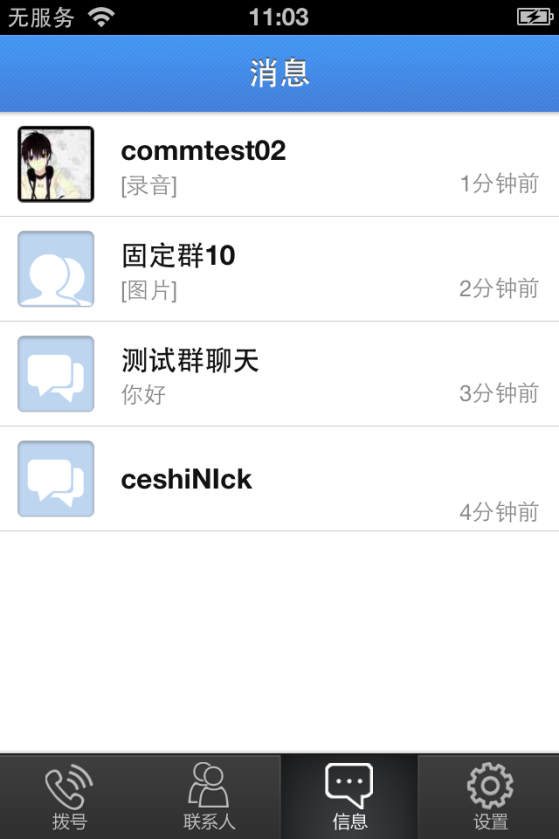 无服务 11:03
消息
commtest02
[录音] 1分钟前
固定群10
[图片] 2分钟前
测试群聊天
你好 3分钟前
ceshiNIck
4分钟前
拨号 联系人 信息 设置